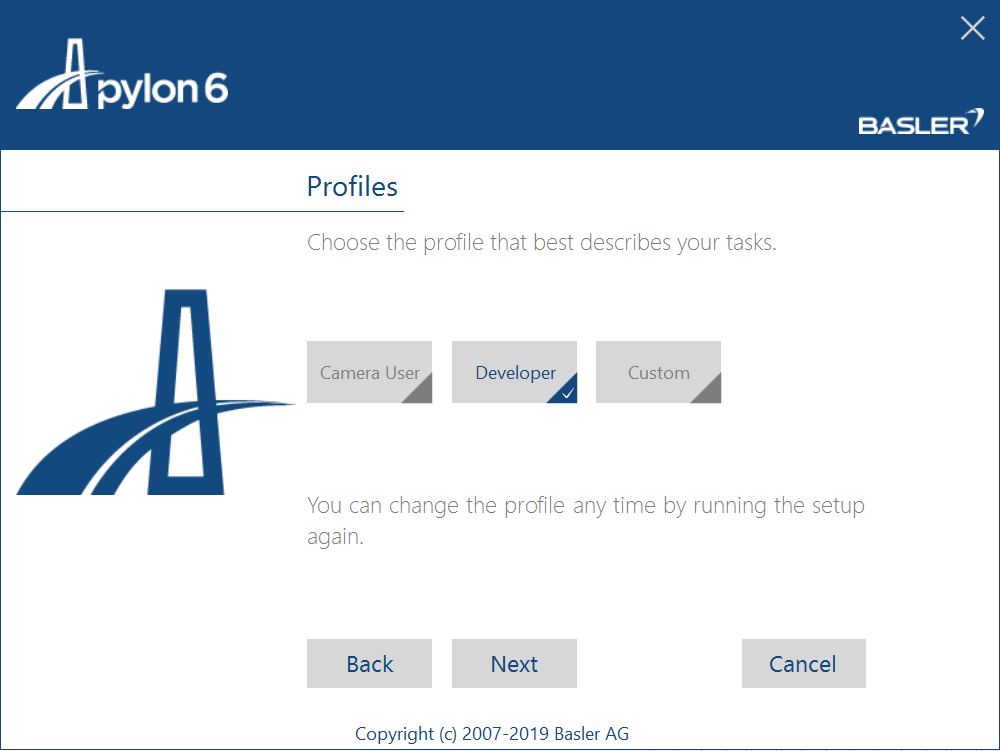 pylon 6
BASLER
Profiles
Choose the profile that best describes your tasks.
Camera User
Developer
Custom
You can change the profile any time by running the setup
again.
Back
Next
Cancel
Copyright (c) 2007-2019 Basler AG